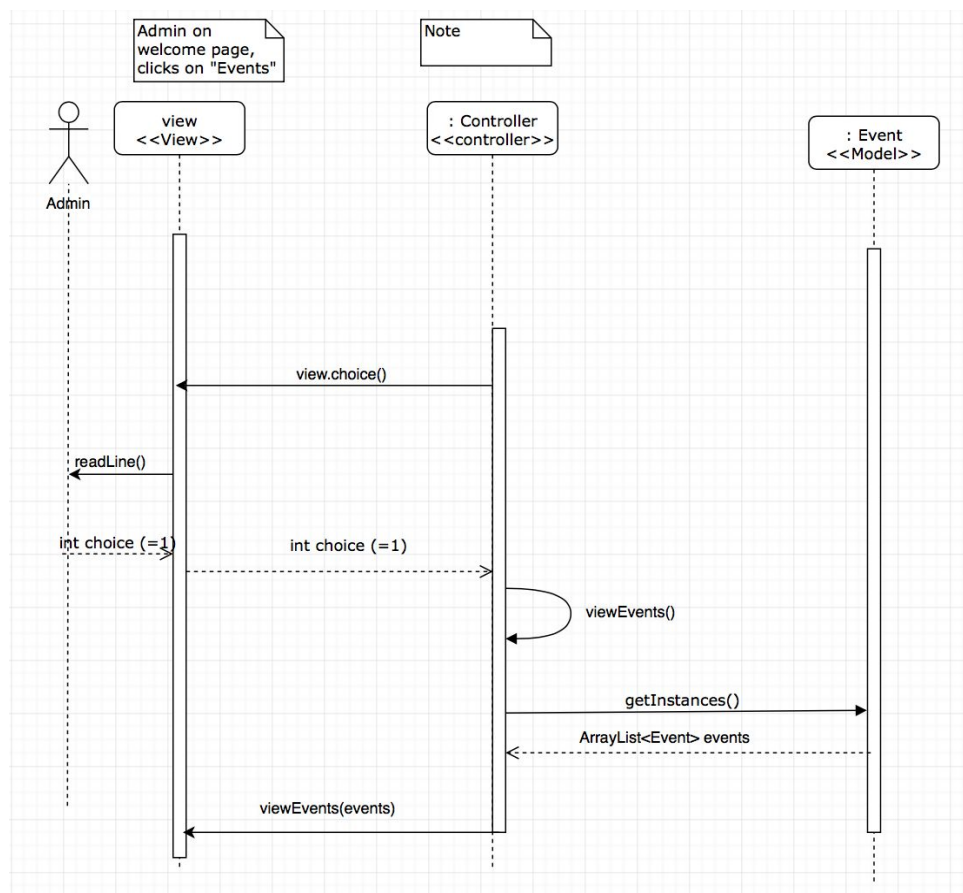 Admin on
welcome page,
clicks on "Events"
Note
view
<<View>>
: Controller
<<controller>>
: Event
<<Model>>
Admin
view.choice()
readLine()
int choice (=1)
int choice (=1)
viewEvents()
getInstances()
ArrayList<Event> events
viewEvents(events)